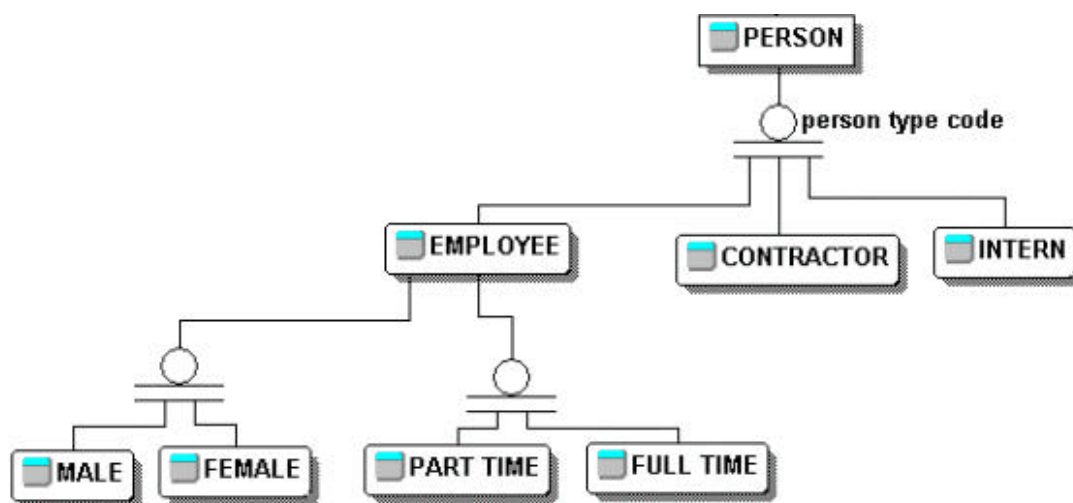 PERSON
person type code
EMPLOYEE
CONTRACTOR
INTERN
MALE
FEMALE
PART TIME
FULL TIME